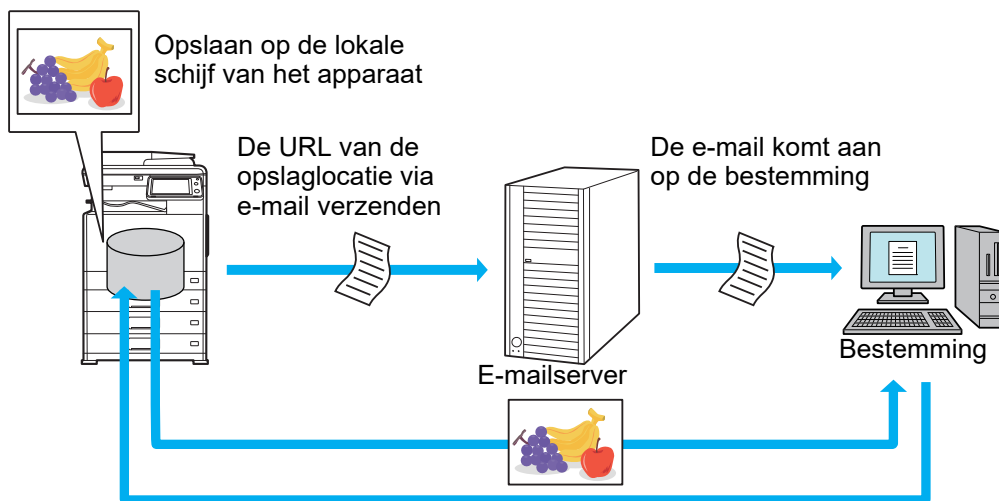 Opslaan op de lokale
schijf van het apparaat
De URL van de
opslaglocatie via
e-mail verzenden
De e-mail komt aan
op de bestemming
E-mailserver
Bestemming